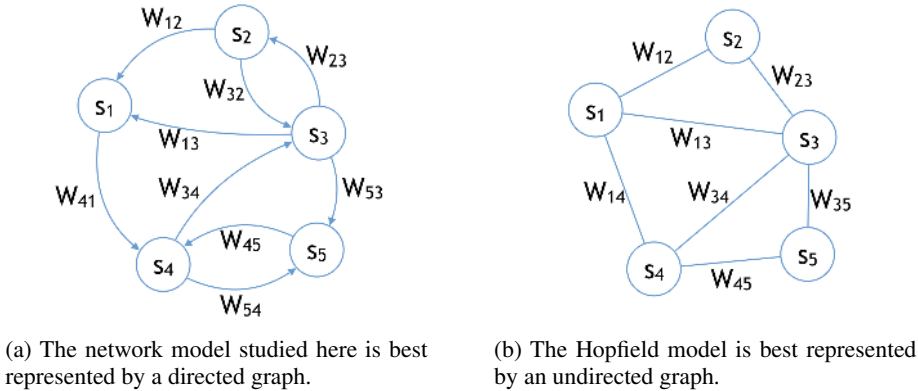 W12
S2
W23
W32
S1
W13
S3
W41
W34
W53
W45
S4
S5
W54
(a) The network model studied here is best
represented by a directed graph.
S2
W12
W23
S1
W13
S3
W14
W34
W35
S4
W45
S5
(b) The Hopfield model is best represented
by an undirected graph.